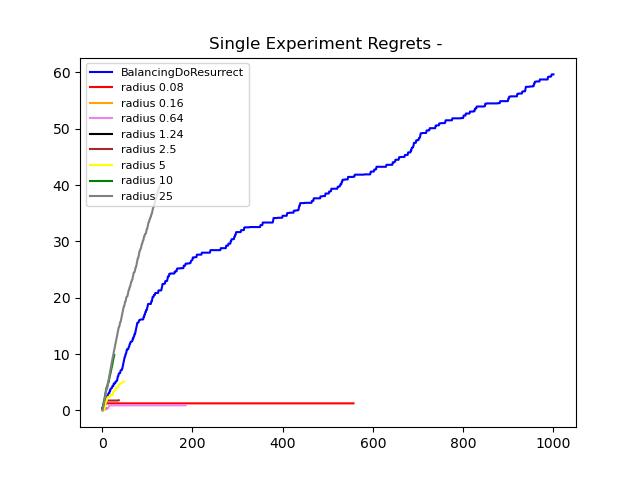 Single Experiment Regrets -
60
50
40
30
20
10
0
BalancingDoResurrect
radius 0.08
radius 0.16
radius 0.64
radius 1.24
radius 2.5
radius 5
radius 10
radius 25
0 200 400 600 800 1000